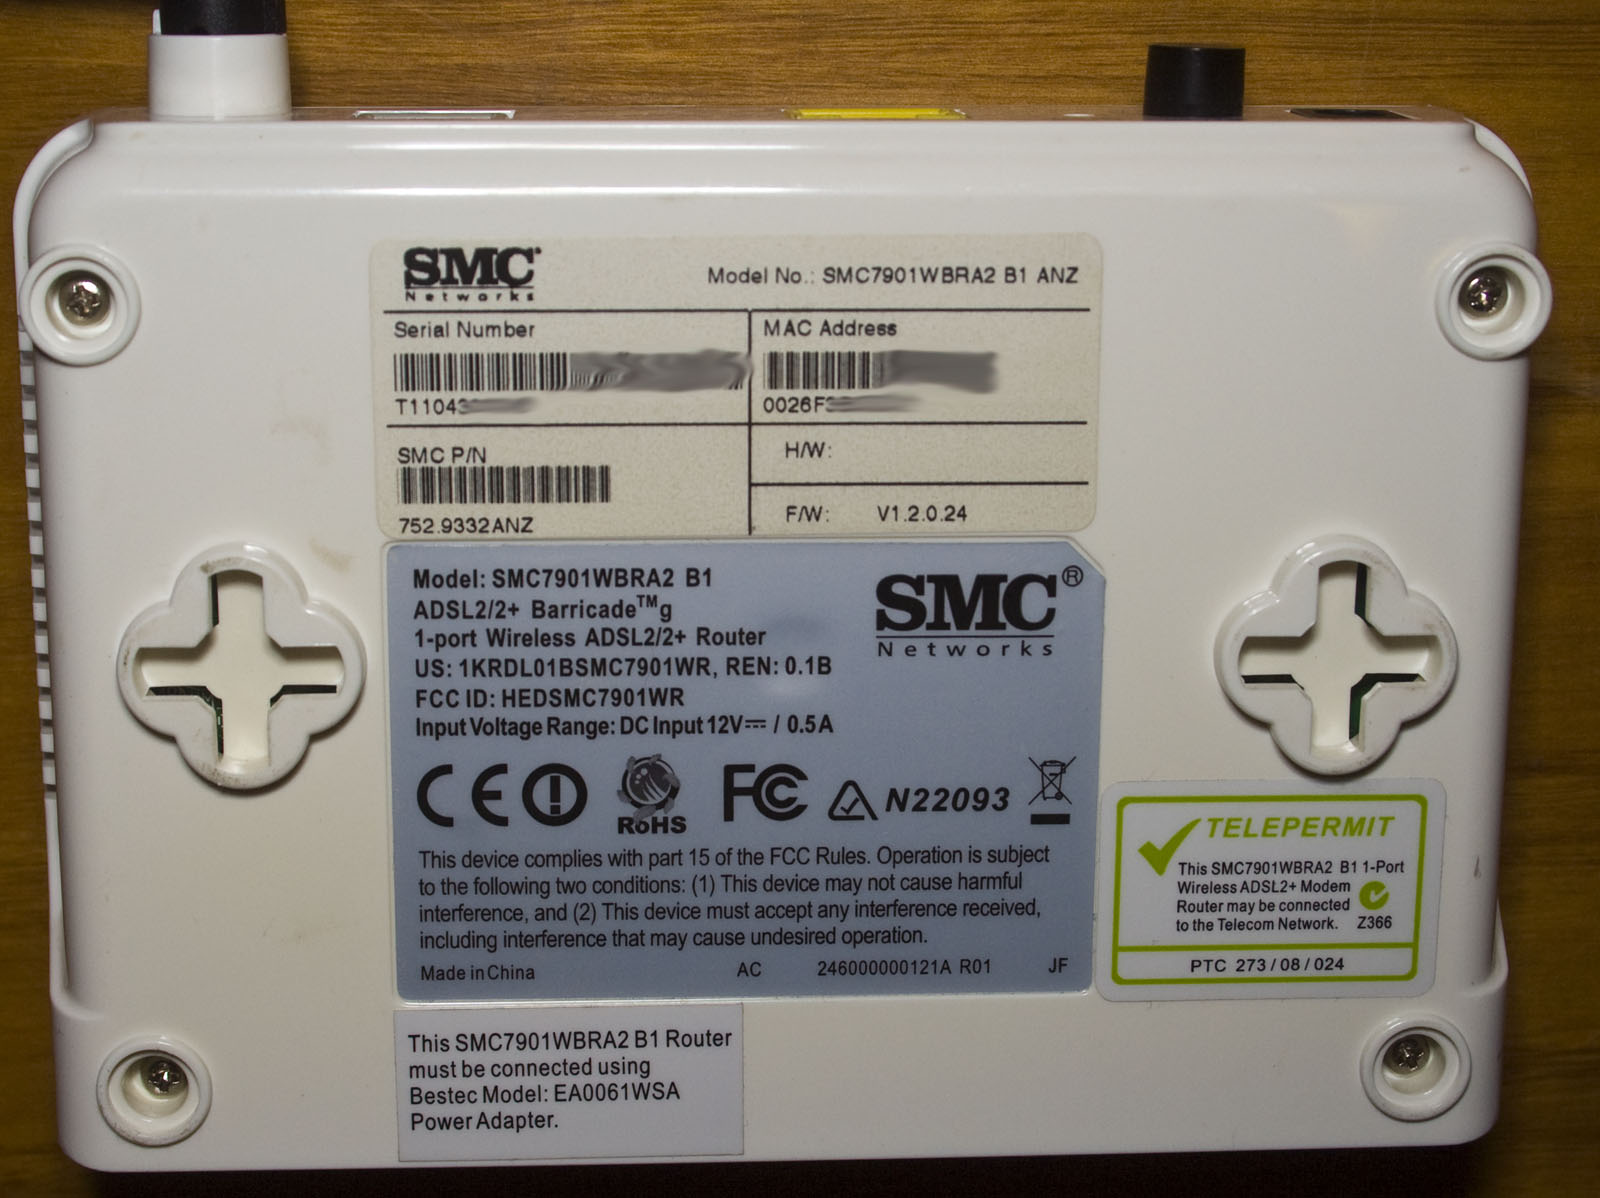 SMC
Networks
Model No.: SMC7901WBRA2 B1 ANZ
Serial Number
T1104
MAC Address
0026F
SMC P/N
752.9332ANZ
H/W:
F/W: V1.2.0.24
Model: SMC7901WBRA2 B1
ADSL2/2+ Barricade™g
1-port Wireless ADSL2/2+ Router
US: 1KRDL01BSMC7901WR, REN: 0.1B
FCC ID: HEDSMC7901WR
Input Voltage Range: DC Input 12V⎓ / 0.5A
SMC®
Networks
CE RoHS FC N22093
This device complies with part 15 of the FCC Rules. Operation is subject
to the following two conditions: (1) This device may not cause harmful
interference, and (2) This device must accept any interference received,
including interference that may cause undesired operation.
Made in China AC 246000000121A R01 JF
TELEPERMIT
This SMC7901WBRA2 B1 1-Port
Wireless ADSL2+ Modem
Router may be connected
to the Telecom Network. Z366
PTC 273/08/024
This SMC7901WBRA2 B1 Router
must be connected using
Bestec Model: EA0061WSA
Power Adapter.